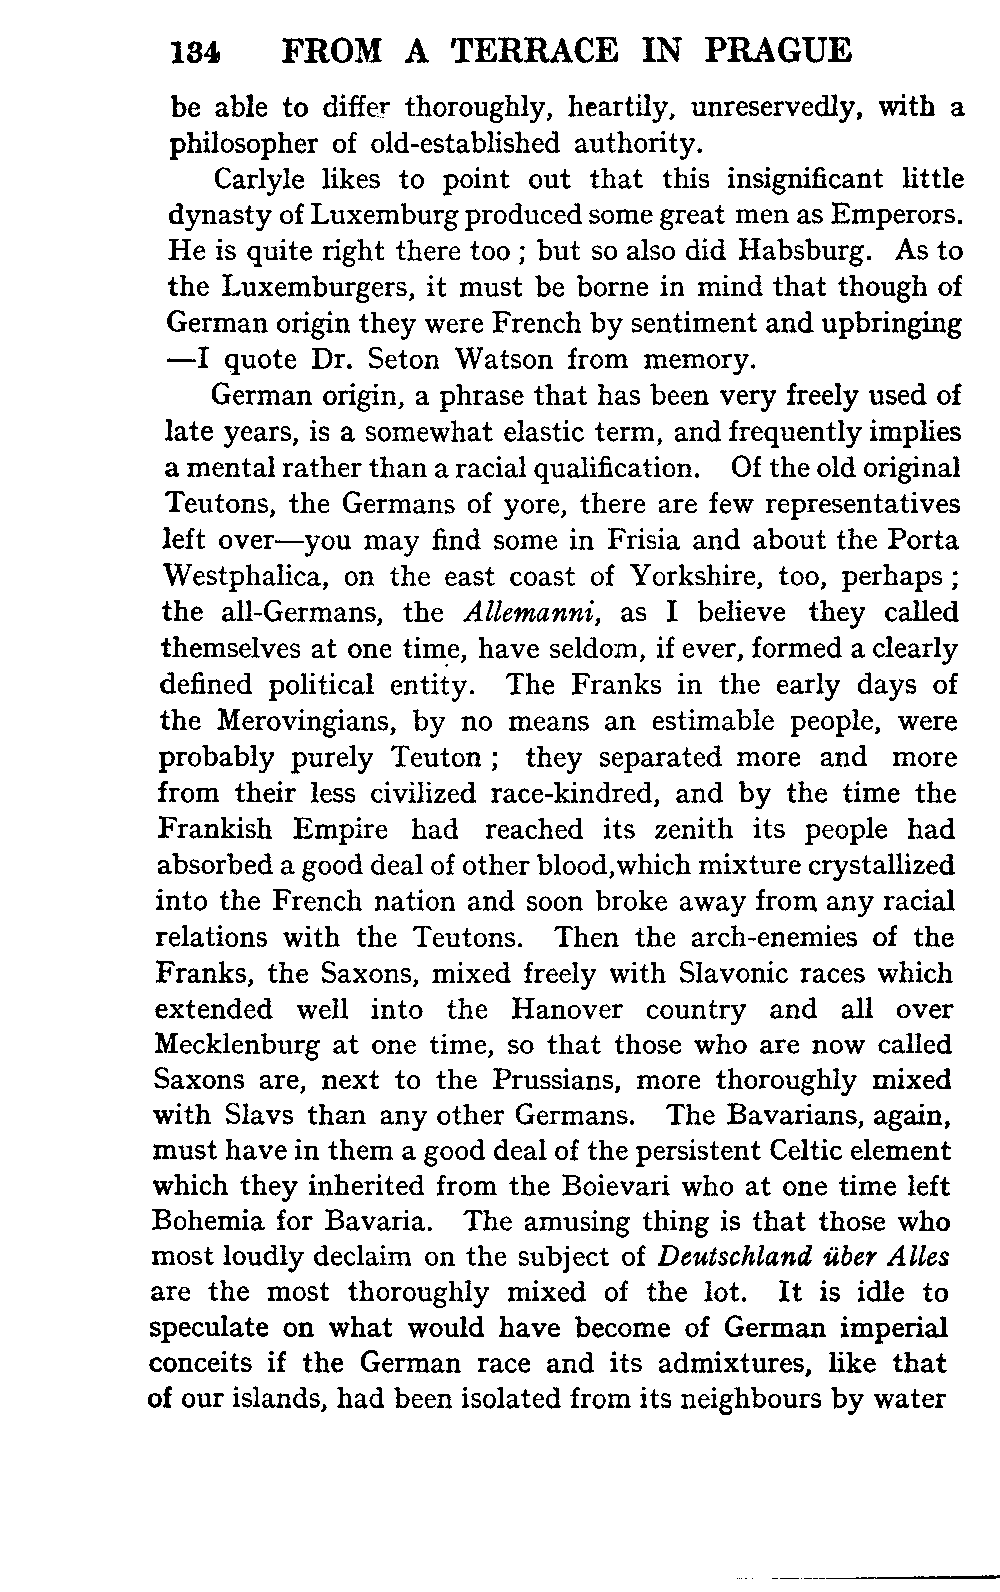 134 FROM A TERRACE IN PRAGUE
be able to differ thoroughly, heartily, unreservedly, with a
philosopher of old-established authority.
Carlyle likes to point out that this insignificant little
dynasty of Luxemburg produced some great men as Emperors.
He is quite right there too ; but so also did Habsburg. As to
the Luxemburgers, it must be borne in mind that though of
German origin they were French by sentiment and upbringing
—I quote Dr. Seton Watson from memory.
German origin, a phrase that has been very freely used of
late years, is a somewhat elastic term, and frequently implies
a mental rather than a racial qualification. Of the old original
Teutons, the Germans of yore, there are few representatives
left over—you may find some in Frisia and about the Porta
Westphalica, on the east coast of Yorkshire, too, perhaps ;
the all-Germans, the Allemanni, as I believe they called
themselves at one time, have seldom, if ever, formed a clearly
defined political entity. The Franks in the early days of
the Merovingians, by no means an estimable people, were
probably purely Teuton ; they separated more and more
from their less civilized race-kindred, and by the time the
Frankish Empire had reached its zenith its people had
absorbed a good deal of other blood,which mixture crystallized
into the French nation and soon broke away from any racial
relations with the Teutons. Then the arch-enemies of the
Franks, the Saxons, mixed freely with Slavonic races which
extended well into the Hanover country and all over
Mecklenburg at one time, so that those who are now called
Saxons are, next to the Prussians, more thoroughly mixed
with Slavs than any other Germans. The Bavarians, again,
must have in them a good deal of the persistent Celtic element
which they inherited from the Boievari who at one time left
Bohemia for Bavaria. The amusing thing is that those who
most loudly declaim on the subject of Deutschland über Alles
are the most thoroughly mixed of the lot. It is idle to
speculate on what would have become of German imperial
conceits if the German race and its admixtures, like that
of our islands, had been isolated from its neighbours by water